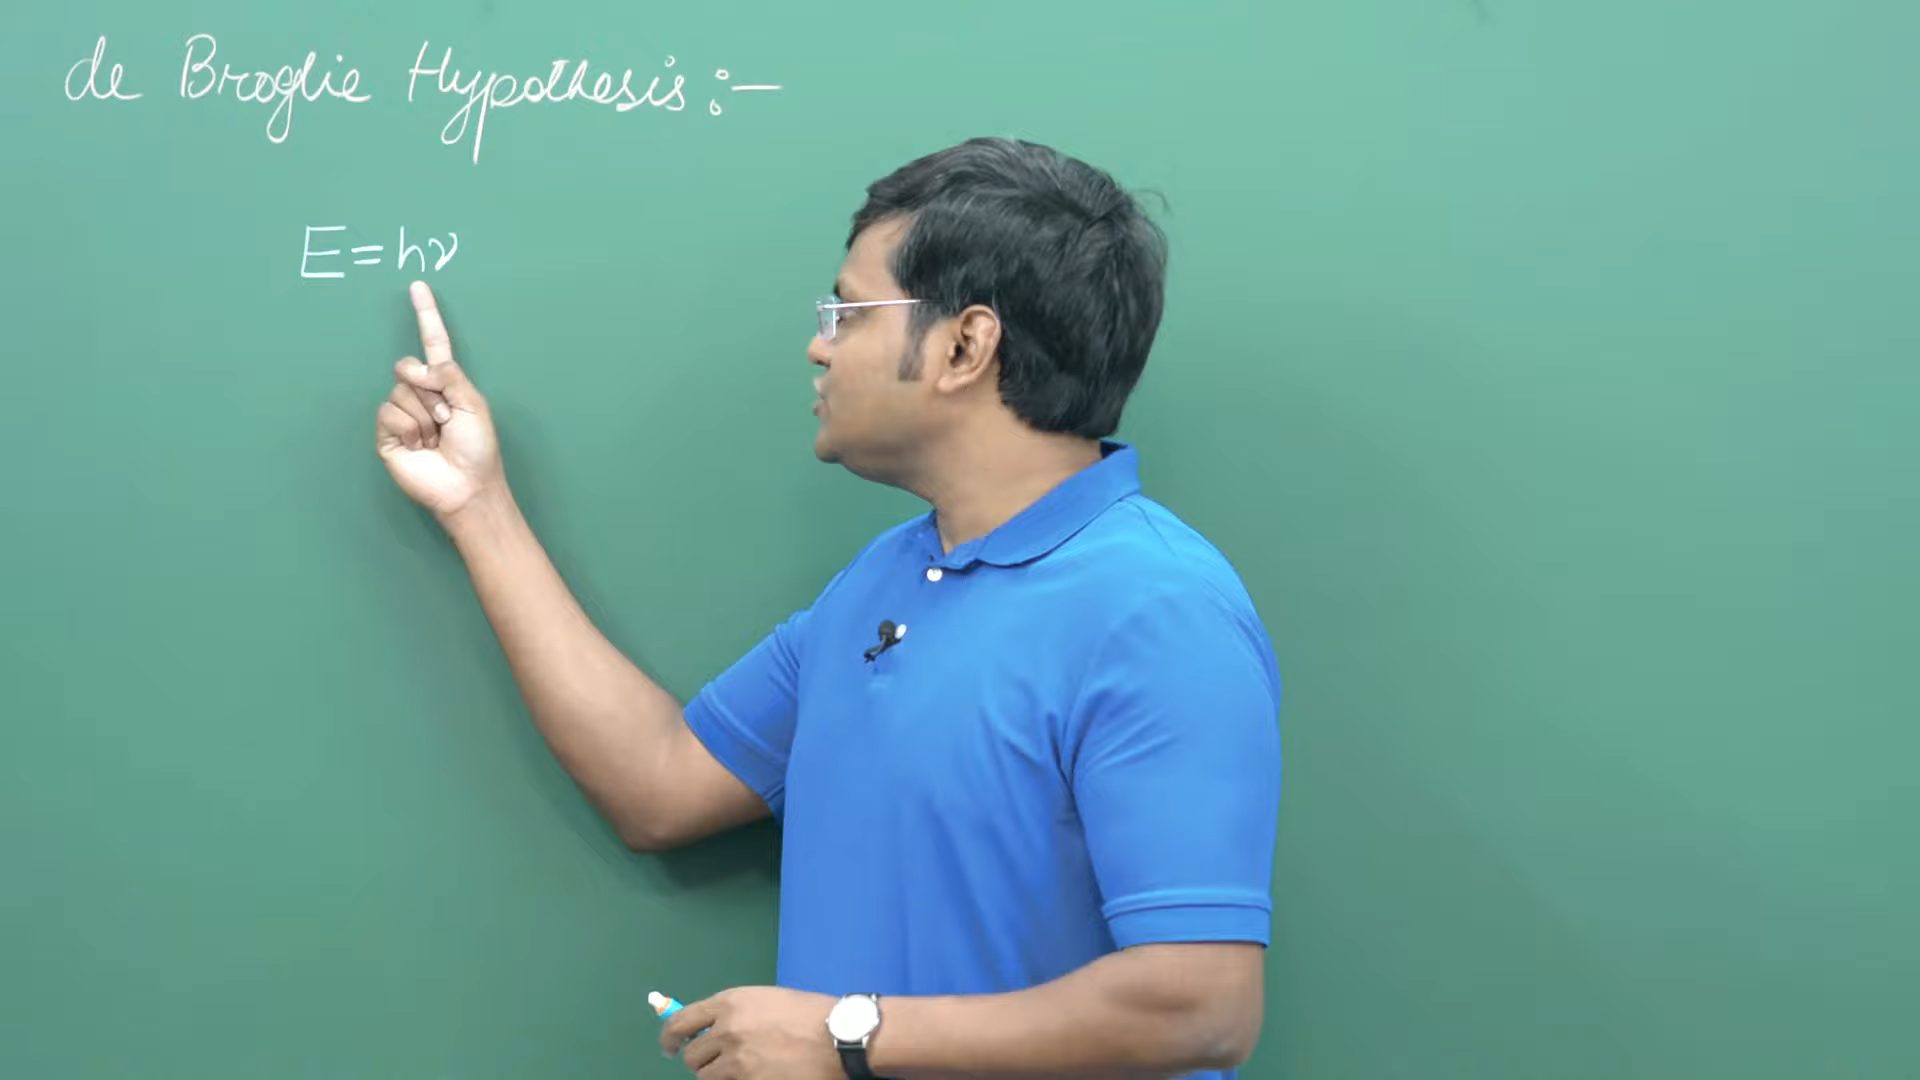 de Broglie Hypothesis :-
E = hν